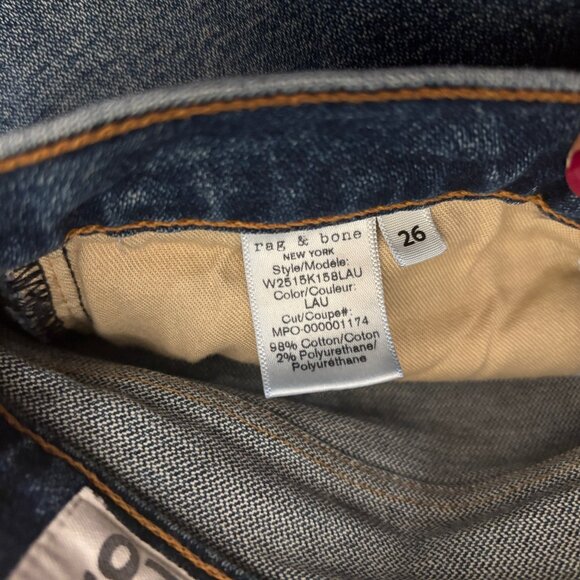 rag & bone
NEW YORK
Style/Modèle:
W2515K158LAU
Color/Couleur:
LAU
Cut/Coupe#:
MPO-000001174
98% Cotton/Coton
2% Polyurethane/
Polyuréthane
26